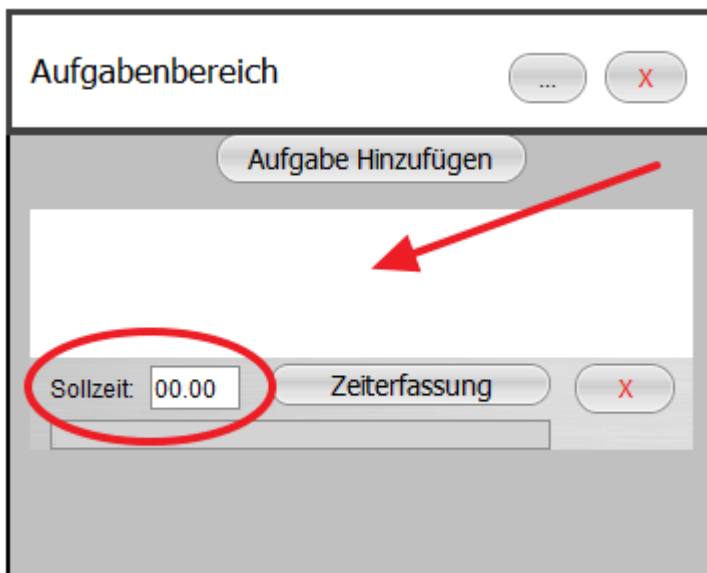 Aufgabenbereich
... X
Aufgabe Hinzufügen
Sollzeit: 00.00 Zeiterfassung X